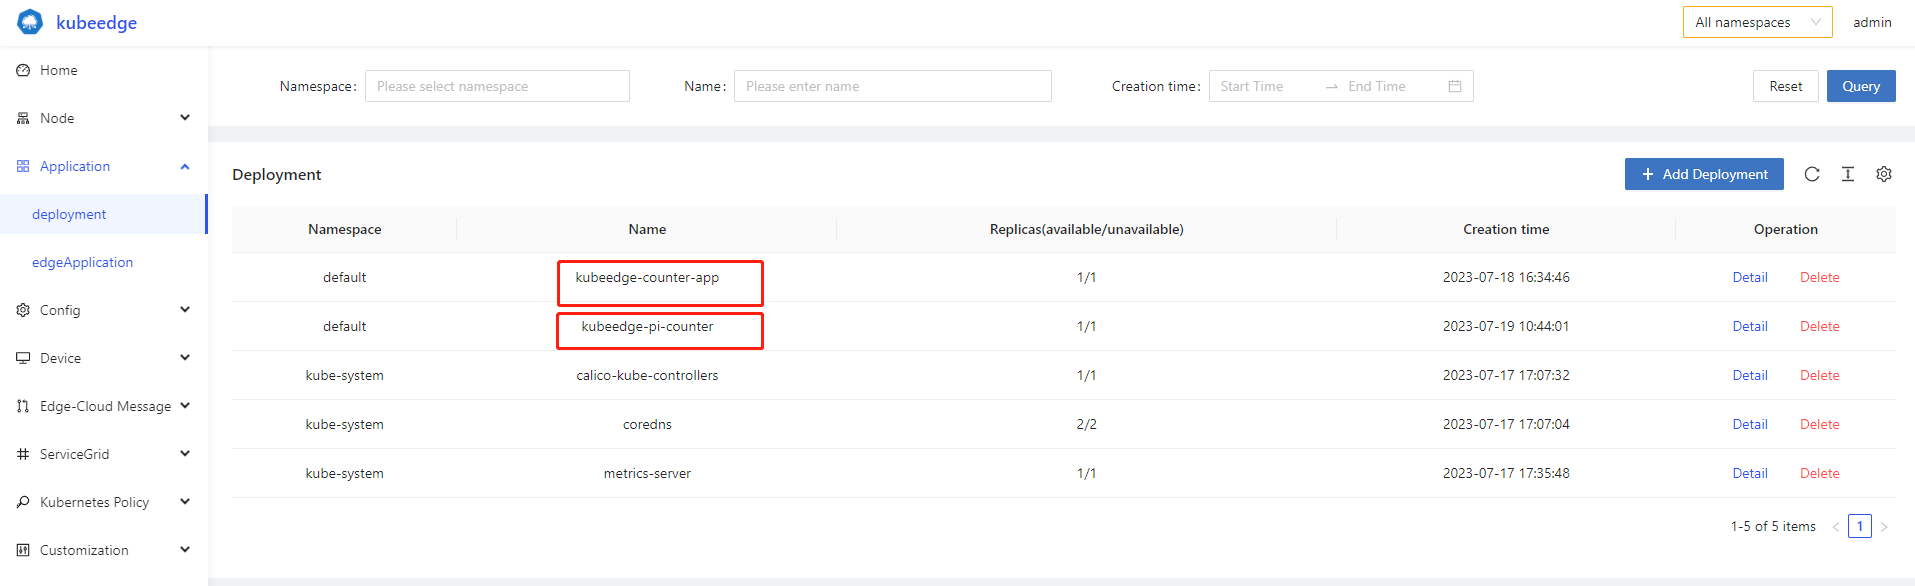 kubeedge
All namespaces admin
Home
Node
Application
deployment
edgeApplication
Config
Device
Edge-Cloud Message
ServiceGrid
Kubernetes Policy
Customization
Namespace: Please select namespace Name: Please enter name Creation time: Start Time → End Time Reset Query
Deployment + Add Deployment
Namespace Name Replicas(available/unavailable) Creation time Operation
default kubeedge-counter-app 1/1 2023-07-18 16:34:46 Detail Delete
default kubeedge-pi-counter 1/1 2023-07-19 10:44:01 Detail Delete
kube-system calico-kube-controllers 1/1 2023-07-17 17:07:32 Detail Delete
kube-system coredns 2/2 2023-07-17 17:07:04 Detail Delete
kube-system metrics-server 1/1 2023-07-17 17:35:48 Detail Delete
1-5 of 5 items < 1 >